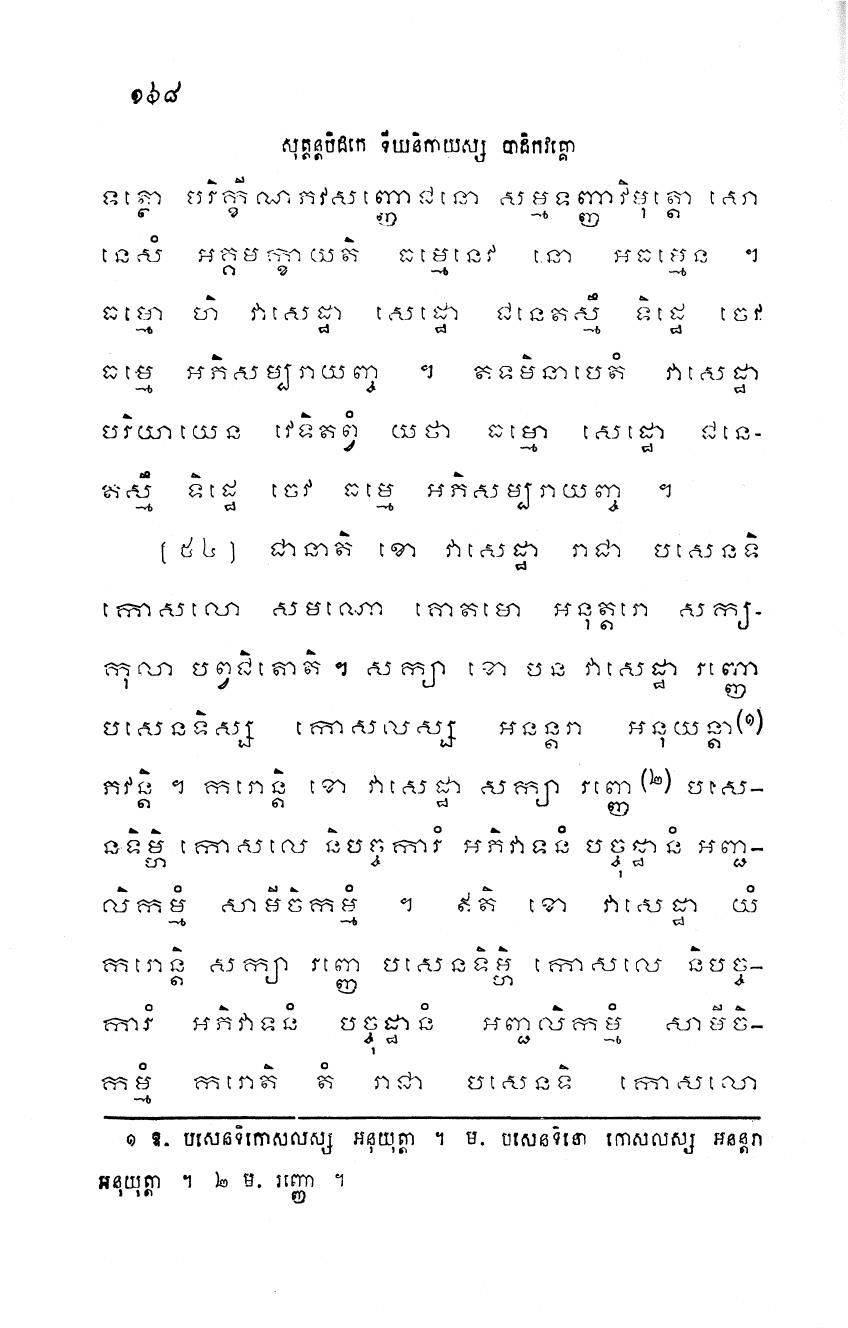 ១៦៨
សុត្តន្តបិដកេ ទីឃនិកាយស្ស បាដិកវគ្គោ
ទត្ថោ បរិក្ខីណភវសញ្ញោជនោ សម្មទញ្ញាវិមុត្តោ សោ
នេសំ អគ្គមក្ខាយតិ ធម្មេនេវ នោ អធម្មេន ។
ធម្មោ ហិ វាសេដ្ឋា សេដ្ឋោ ជនេតស្មឹ ទិដ្ឋេ ចេវ
ធម្មេ អភិសម្បរាយញ្ច ។ តទមិនាបេតំ វាសេដ្ឋា
បរិយាយេន វេទិតព្វំ យថា ធម្មោ សេដ្ឋោ ជនេ-
តស្មឹ ទិដ្ឋេ ចេវ ធម្មេ អភិសម្បរាយញ្ច ។
[៥៤] ជានាតិ ខោ វាសេដ្ឋា រាជា បសេនទិ
កោសលោ សមណោ គោតមោ អនុត្តរោ សក្យ-
កុលា បព្វជិតោតិ ។ សក្យា ខោ បន វាសេដ្ឋា រញ្ញោ
បសេនទិស្ស កោសលស្ស អនន្តរា អនុយន្តា(១)
ភវន្តិ ។ ករោន្តិ ខោ វាសេដ្ឋា សក្យា រញ្ញេ(២) បសេ-
នទិម្ហិ កោសលេ និបច្ចការំ អភិវាទនំ បច្ចុដ្ឋានំ អញ្ជ-
លិកម្មំ សាមីចិកម្មំ ។ ឥតិ ខោ វាសេដ្ឋា យំ
ករោន្តិ សក្យា រញ្ញេ បសេនទិម្ហិ កោសលេ និបច្ច-
ការំ អភិវាទនំ បច្ចុដ្ឋានំ អញ្ជលិកម្មំ សាមីចិ-
កម្មំ ករោតិ តំ រាជា បសេនទិ កោសលោ
១ ឱ. បសេនទិកោសលស្ស អនុយុត្តា ។ ម. បសេនទិនោ កោសលស្ស អនន្តរា
អនុយុត្តា ។ ២ ម. រញ្ញោ ។